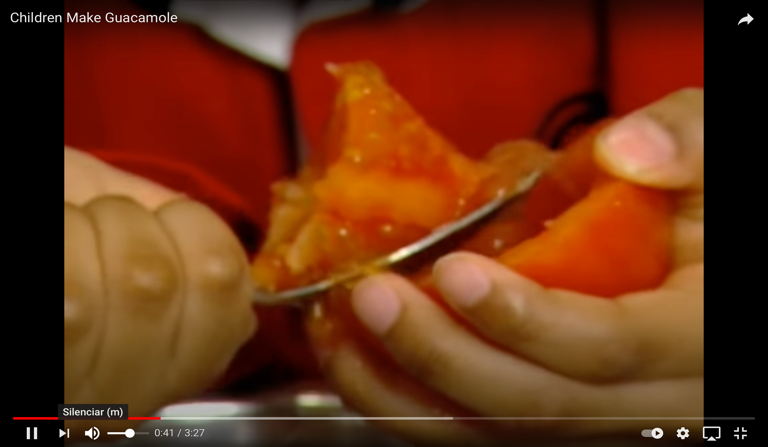 Children Make Guacamole
Silenciar (m)
0:41 / 3:27